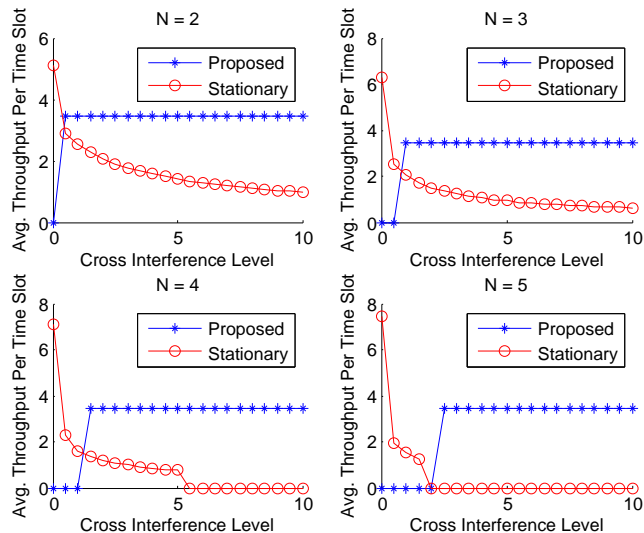 N = 2
Avg. Throughput Per Time Slot
6
4
2
0
Proposed
Stationary
0 5 10
Cross Interference Level
N = 3
Avg. Throughput Per Time Slot
8
6
4
2
0
Proposed
Stationary
0 5 10
Cross Interference Level
N = 4
Avg. Throughput Per Time Slot
8
6
4
2
0
Proposed
Stationary
0 5 10
Cross Interference Level
N = 5
Avg. Throughput Per Time Slot
8
6
4
2
0
Proposed
Stationary
0 5 10
Cross Interference Level